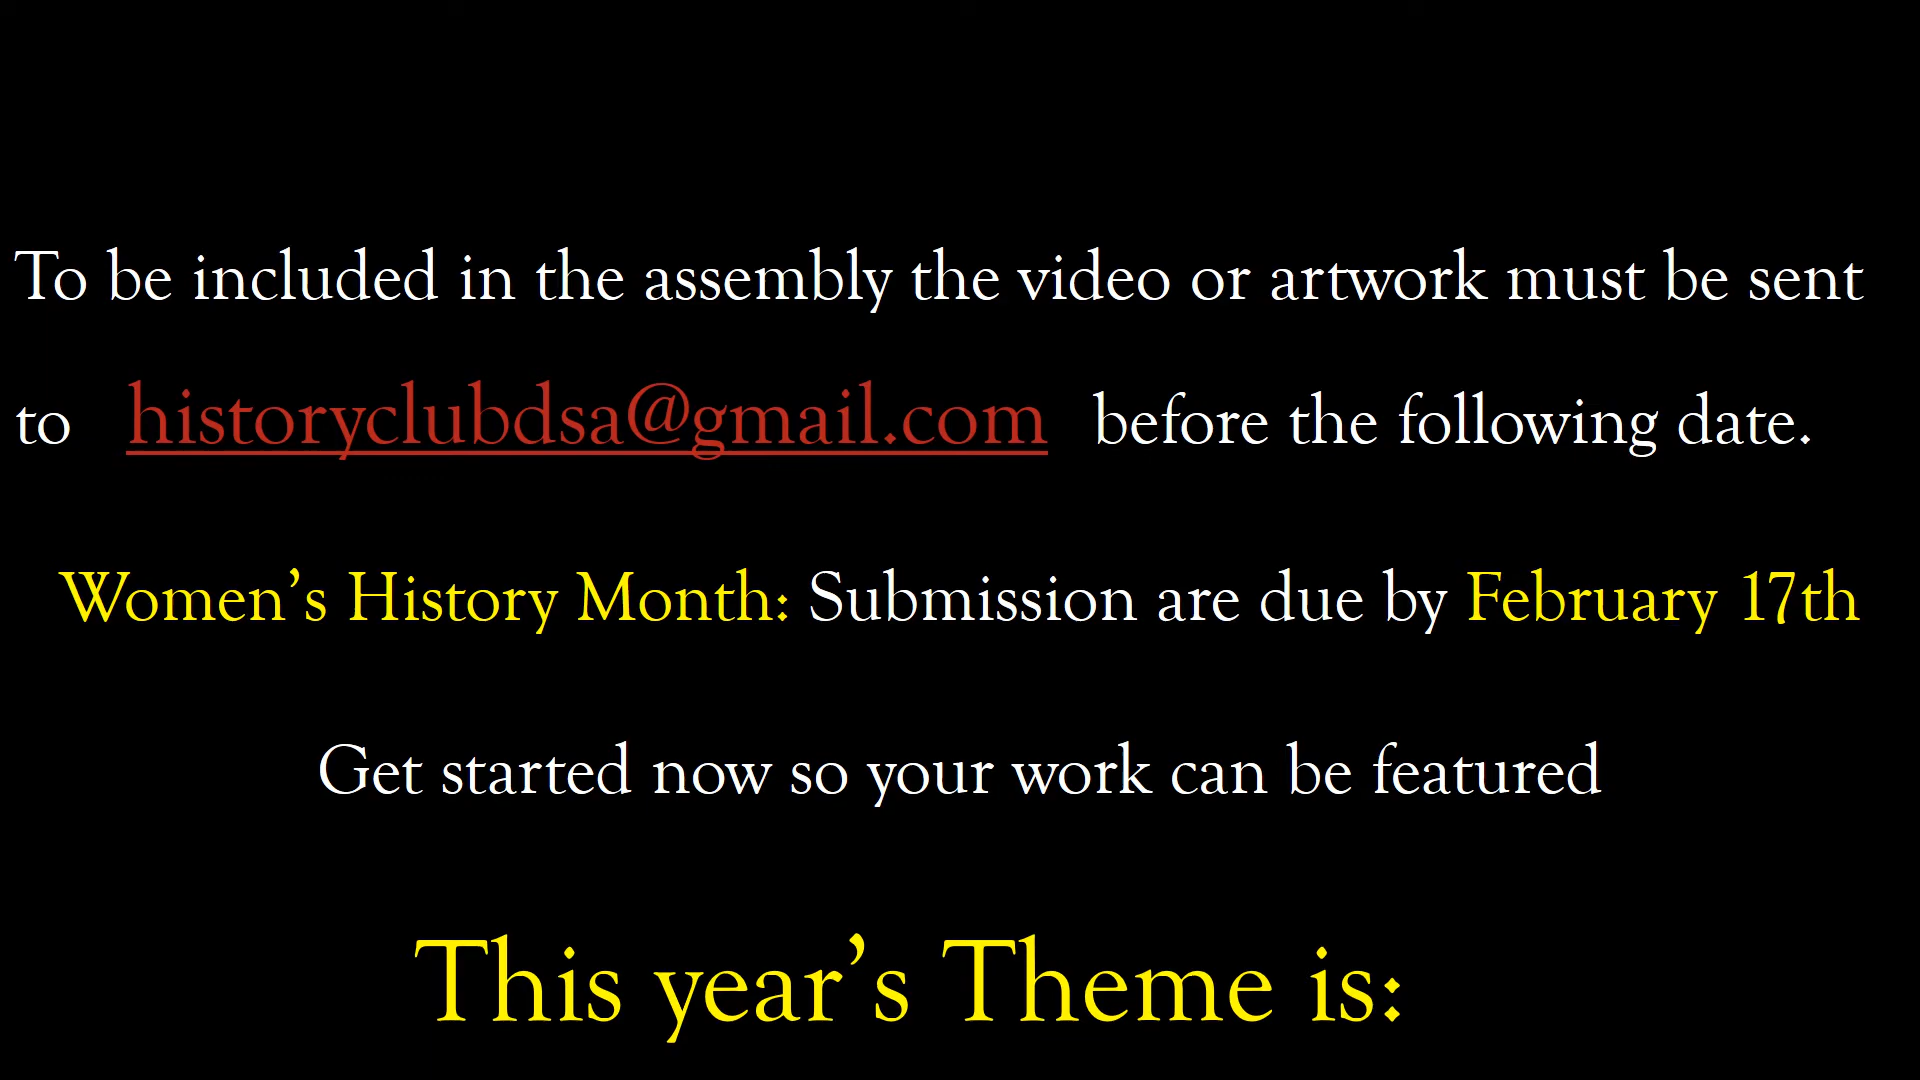 To be included in the assembly the video or artwork must be sent
to historyclubdsa@gmail.com before the following date.
Women’s History Month: Submission are due by February 17th
Get started now so your work can be featured
This year’s Theme is: